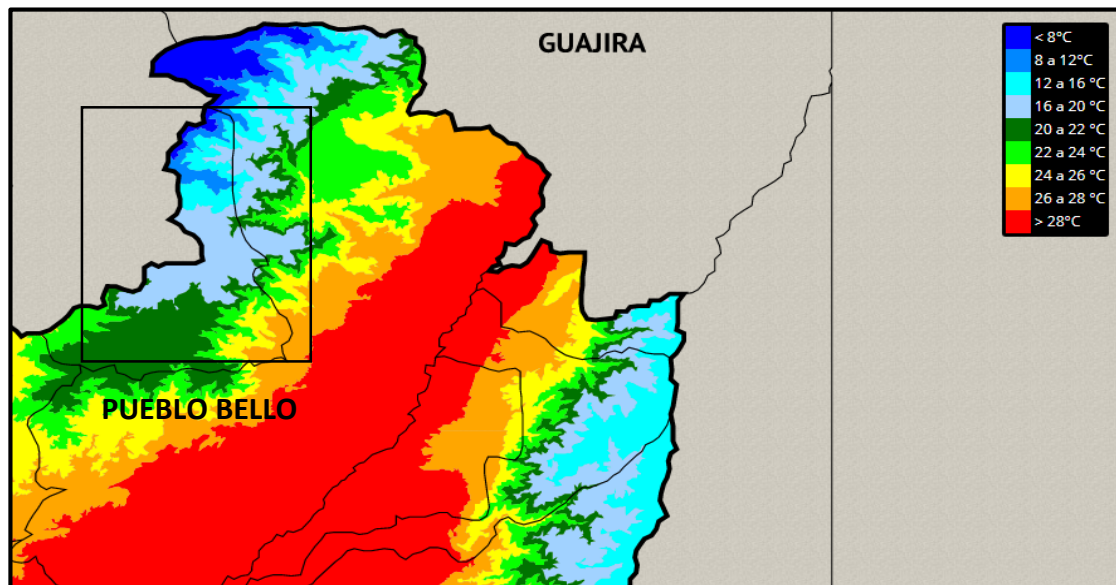 GUAJIRA
< 8°C
8 a 12°C
12 a 16 °C
16 a 20 °C
20 a 22 °C
22 a 24 °C
24 a 26 °C
26 a 28 °C
> 28°C
PUEBLO BELLO